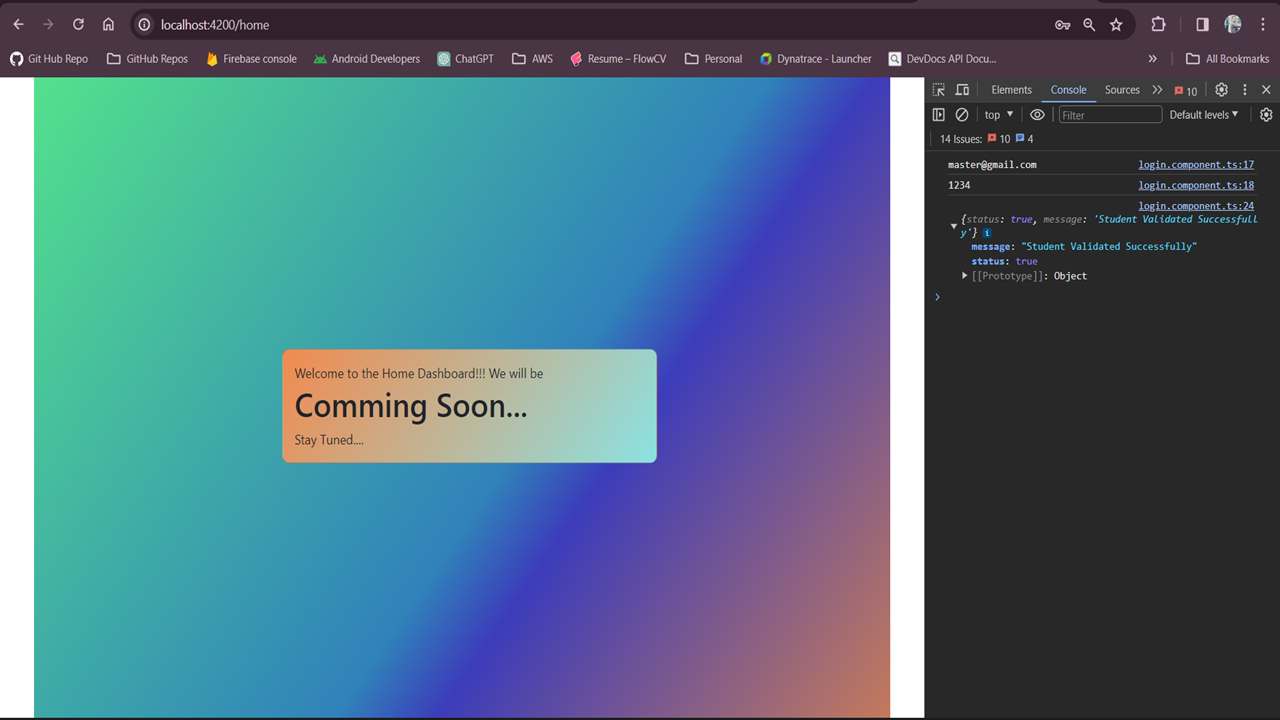 localhost:4200/home
Git Hub Repo GitHub Repos Firebase console Android Developers ChatGPT AWS Resume – FlowCV Personal Dynatrace - Launcher DevDocs API Docu... » All Bookmarks
Elements Console Sources » 10
top Filter Default levels
14 Issues: 10 4
master@gmail.com login.component.ts:17
1234 login.component.ts:18
login.component.ts:24
{status: true, message: 'Student Validated Successfull
y'} i
message: "Student Validated Successfully"
status: true
[[Prototype]]: Object
Welcome to the Home Dashboard!!! We will be
Comming Soon...
Stay Tuned....